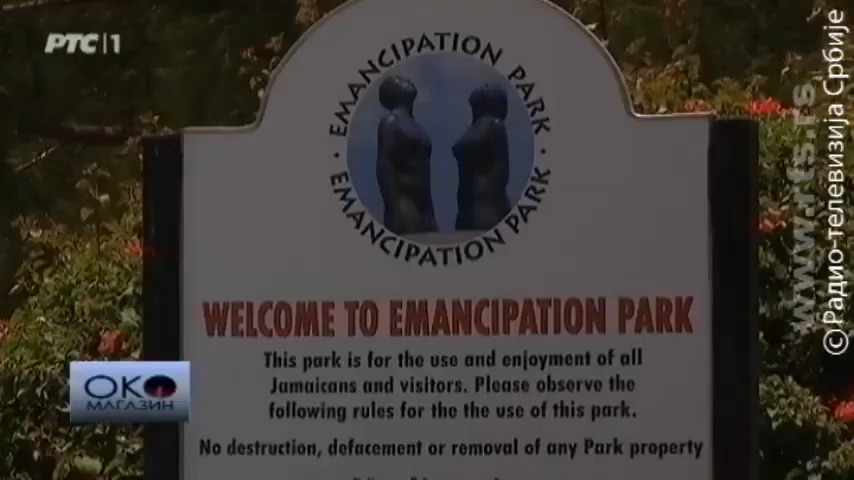 РТС|1
EMANCIPATION PARK
EMANCIPATION PARK
WELCOME TO EMANCIPATION PARK
This park is for the use and enjoyment of all
Jamaicans and visitors. Please observe the
following rules for the the use of this park.
No destruction, defacement or removal of any Park property
ОКО
МАГАЗИН
www.rts.rs
© Радио-телевизија Србије